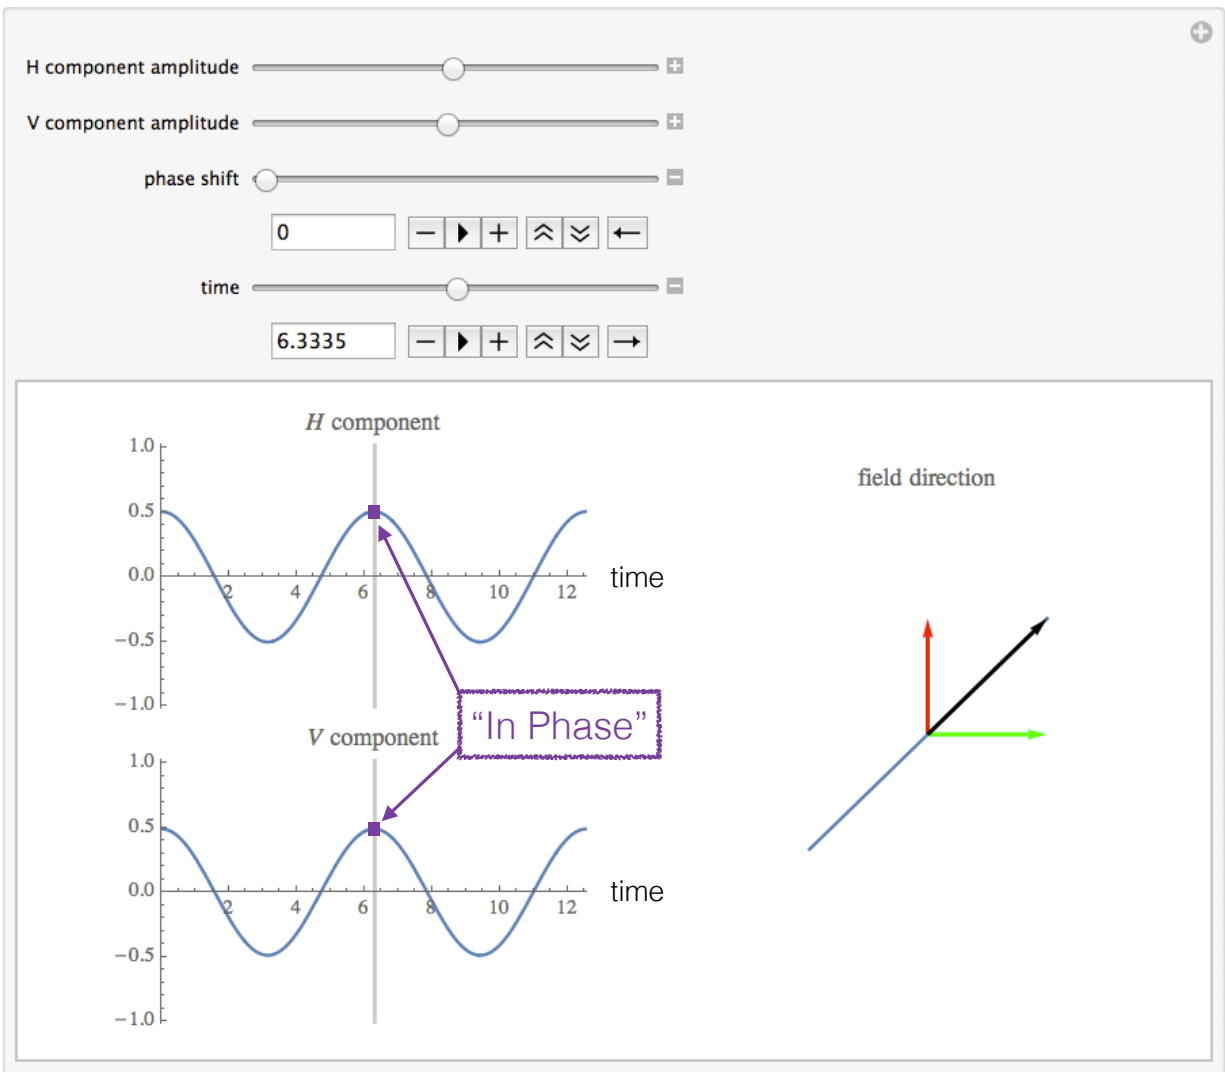 H component amplitude
V component amplitude
phase shift
0
time
6.3335
H component
1.0
0.5
0.0
−0.5
−1.0
2 4 6 8 10 12
time
"In Phase"
V component
1.0
0.5
0.0
−0.5
−1.0
2 4 6 8 10 12
time
field direction